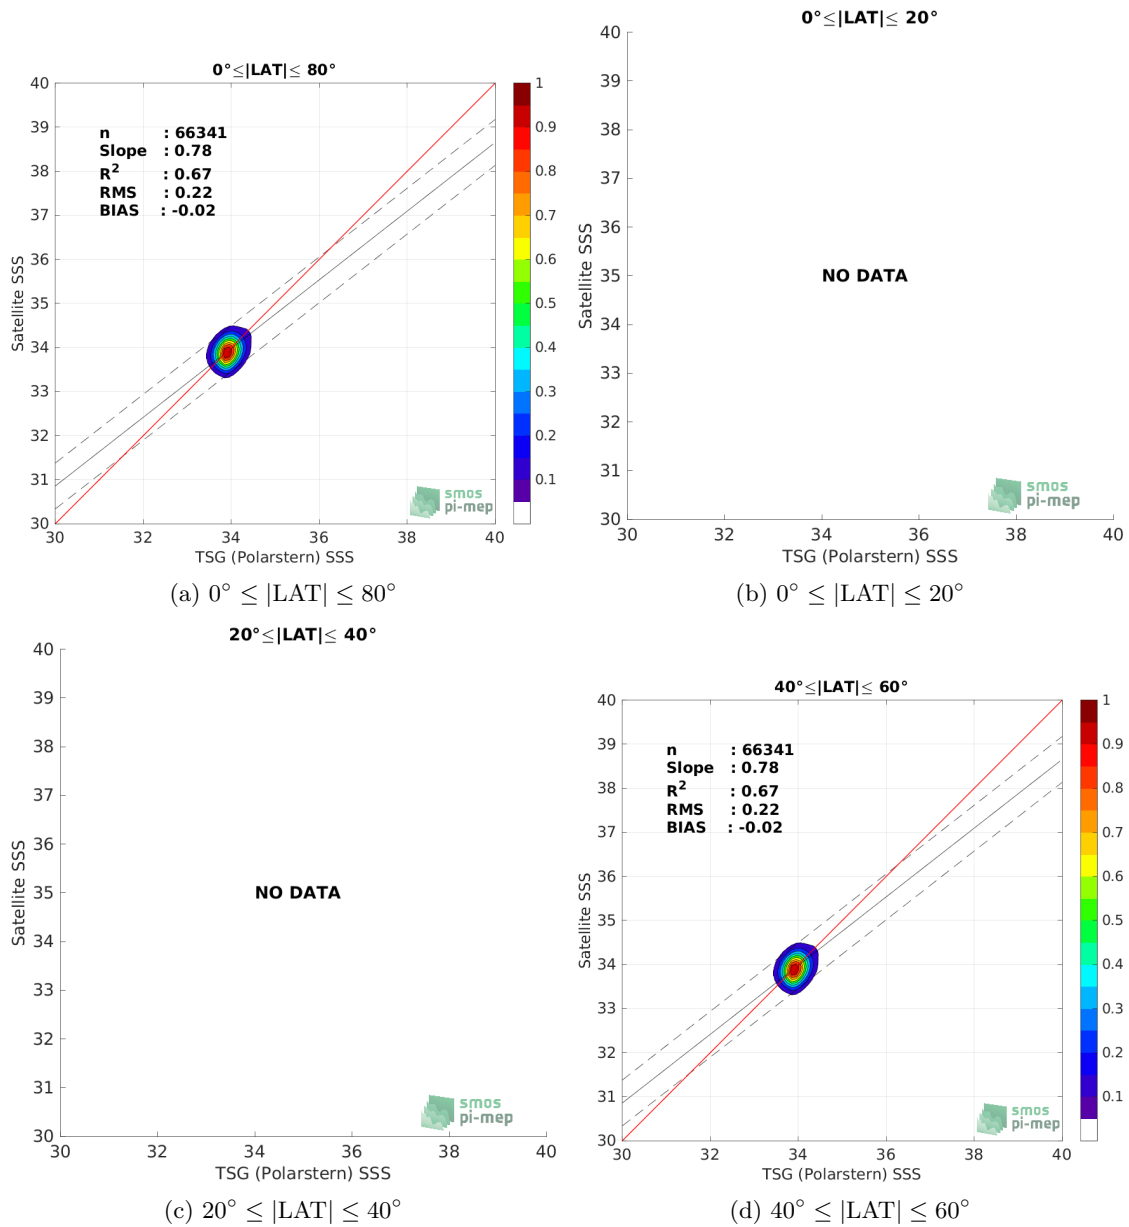 0°≤|LAT|≤ 80°
40
39
38
37
36
35
34
33
32
31
30
Satellite SSS
n : 66341
Slope : 0.78
R² : 0.67
RMS : 0.22
BIAS : -0.02
1
0.9
0.8
0.7
0.6
0.5
0.4
0.3
0.2
0.1
smos
pi-mep
30 32 34 36 38 40
TSG (Polarstern) SSS
(a) 0° ≤ |LAT| ≤ 80°
0°≤|LAT|≤ 20°
40
39
38
37
36
35
34
33
32
31
30
Satellite SSS
NO DATA
smos
pi-mep
30 32 34 36 38 40
TSG (Polarstern) SSS
(b) 0° ≤ |LAT| ≤ 20°
20°≤|LAT|≤ 40°
40
39
38
37
36
35
34
33
32
31
30
Satellite SSS
NO DATA
smos
pi-mep
30 32 34 36 38 40
TSG (Polarstern) SSS
(c) 20° ≤ |LAT| ≤ 40°
40°≤|LAT|≤ 60°
40
39
38
37
36
35
34
33
32
31
30
Satellite SSS
n : 66341
Slope : 0.78
R² : 0.67
RMS : 0.22
BIAS : -0.02
1
0.9
0.8
0.7
0.6
0.5
0.4
0.3
0.2
0.1
smos
pi-mep
30 32 34 36 38 40
TSG (Polarstern) SSS
(d) 40° ≤ |LAT| ≤ 60°